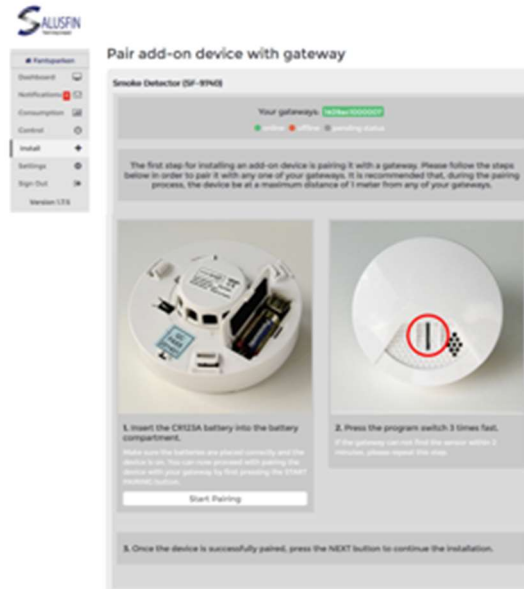 SALUSFIN
Pair add-on device with gateway
Dashboard
Notifications
Consumption
Control
Install
Settings
Sign Out
Version 1.7.5
Smoke Detector (SF-9740)
Your gateways:
online offline pending status
The first step for installing an add-on device is pairing it with a gateway. Please follow the steps
below in order to pair it with any one of your gateways. It is recommended that, during the pairing
process, the device be at a maximum distance of 1 meter from any of your gateways.
1. Insert the CR123A battery into the battery
compartment.
Make sure the batteries are placed correctly and the
device is on. You can now proceed with pairing the
device with your gateway by first pressing the START
PAIRING button.
Start Pairing
2. Press the program switch 3 times fast.
If the gateway can not find the sensor within 2
minutes, please repeat this step.
3. Once the device is successfully paired, press the NEXT button to continue the installation.